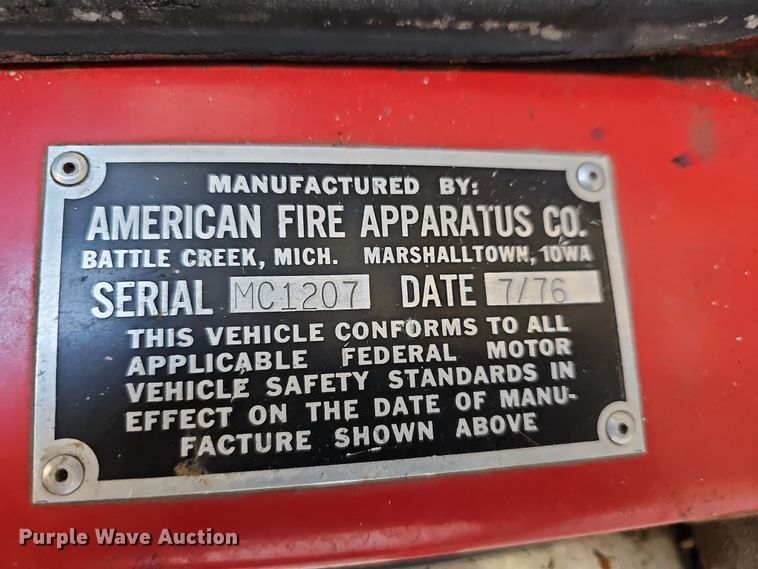 MANUFACTURED BY:
AMERICAN FIRE APPARATUS CO.
BATTLE CREEK, MICH. MARSHALLTOWN, IOWA
SERIAL MC1207 DATE 7/76
THIS VEHICLE CONFORMS TO ALL
APPLICABLE FEDERAL MOTOR
VEHICLE SAFETY STANDARDS IN
EFFECT ON THE DATE OF MANU-
FACTURE SHOWN ABOVE
Purple Wave Auction